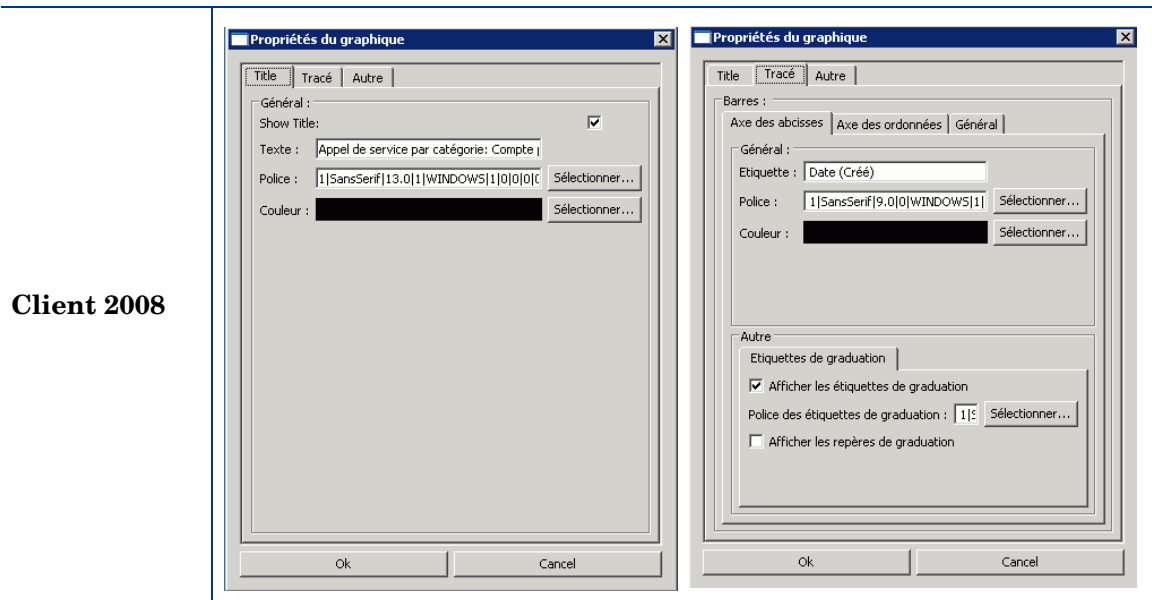 Client 2008
Propriétés du graphique
Title Tracé Autre
Général :
Show Title:
Texte : Appel de service par catégorie: Compte
Police : 1|SansSerif|13.0|1|WINDOWS|1|0|0|0| Sélectionner...
Couleur : Sélectionner...
Ok Cancel
Propriétés du graphique
Title Tracé Autre
Barres :
Axe des abcisses Axe des ordonnées Général
Général :
Etiquette : Date (Créé)
Police : 1|SansSerif|9.0|0|WINDOWS|1| Sélectionner...
Couleur : Sélectionner...
Autre
Etiquettes de graduation
Afficher les étiquettes de graduation
Police des étiquettes de graduation : 1|S Sélectionner...
Afficher les repères de graduation
Ok Cancel